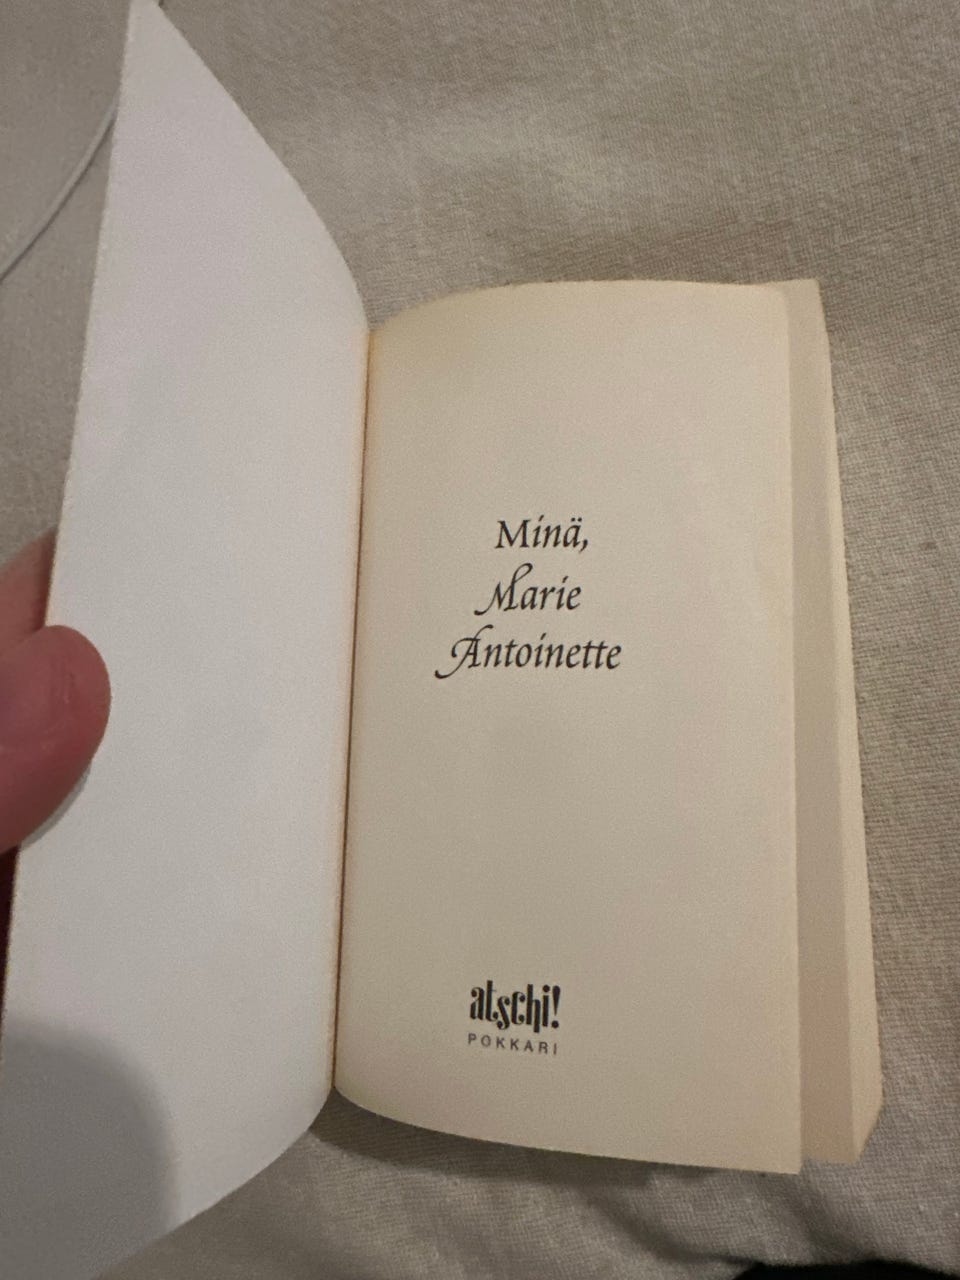 Minä,
Marie
Antoinette
atschi!
POKKARI